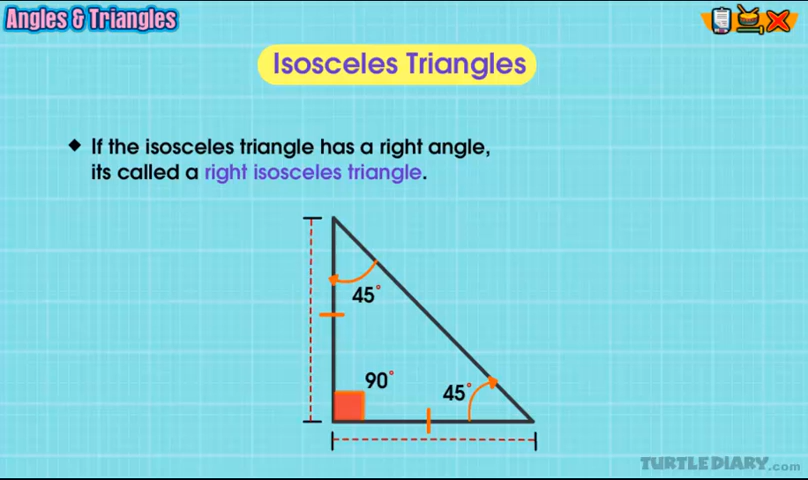 Angles & Triangles
Isosceles Triangles
If the isosceles triangle has a right angle,
its called a right isosceles triangle.
45°
90°
45°
TURTLEDIARY.com